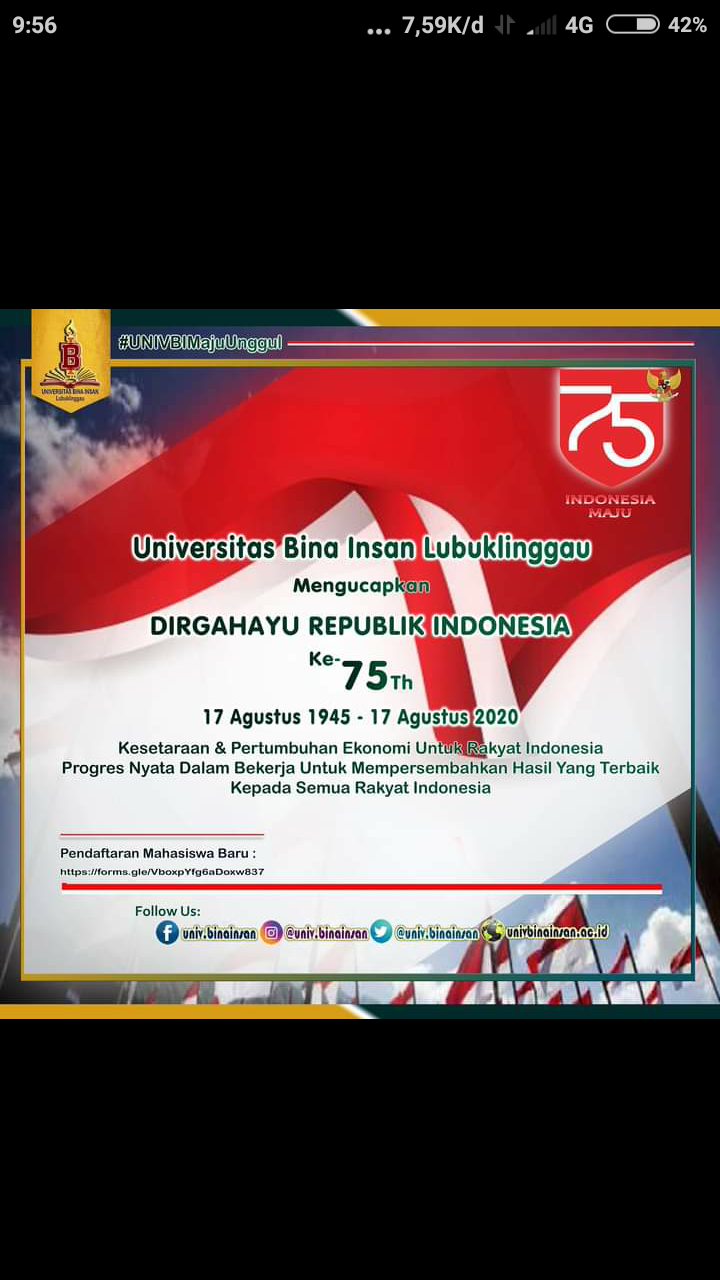 9:56
... 7,59K/d 4G 42%
#UNIVBIMajuUnggul
B
UNIVERSITAS BINA INSAN
Lubuklinggau
75
INDONESIA
MAJU
Universitas Bina Insan Lubuklinggau
Mengucapkan
DIRGAHAYU REPUBLIK INDONESIA
Ke-75Th
17 Agustus 1945 - 17 Agustus 2020
Kesetaraan & Pertumbuhan Ekonomi Untuk Rakyat Indonesia
Progres Nyata Dalam Bekerja Untuk Mempersembahkan Hasil Yang Terbaik
Kepada Semua Rakyat Indonesia
Pendaftaran Mahasiswa Baru :
https://forms.gle/VboxpYfg6aDoxw837
Follow Us:
univ.binainsan @univ.binainsan @univ.binainsan univbinainsan.ac.id